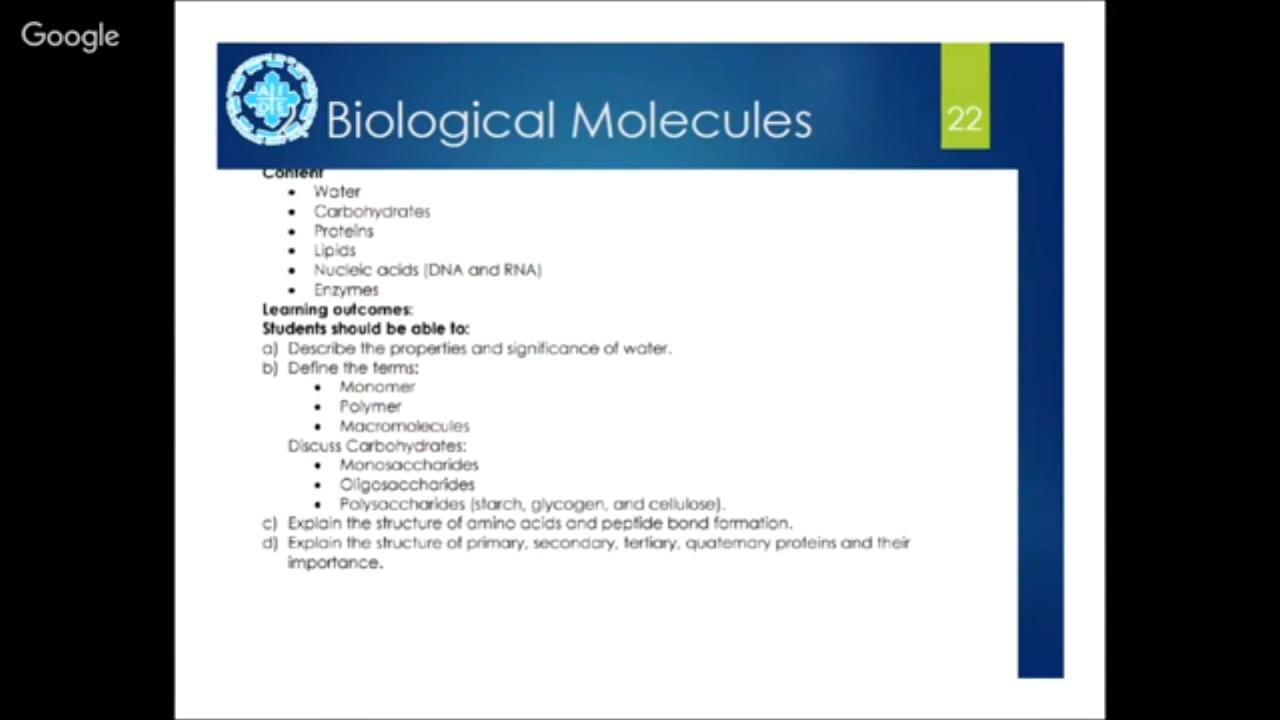 Google
Biological Molecules
22
Content
• Water
• Carbohydrates
• Proteins
• Lipids
• Nucleic acids (DNA and RNA)
• Enzymes
Learning outcomes:
Students should be able to:
a) Describe the properties and significance of water.
b) Define the terms:
• Monomer
• Polymer
• Macromolecules
Discuss Carbohydrates:
• Monosaccharides
• Oligosaccharides
• Polysaccharides (starch, glycogen, and cellulose).
c) Explain the structure of amino acids and peptide bond formation.
d) Explain the structure of primary, secondary, tertiary, quaternary proteins and their
importance.